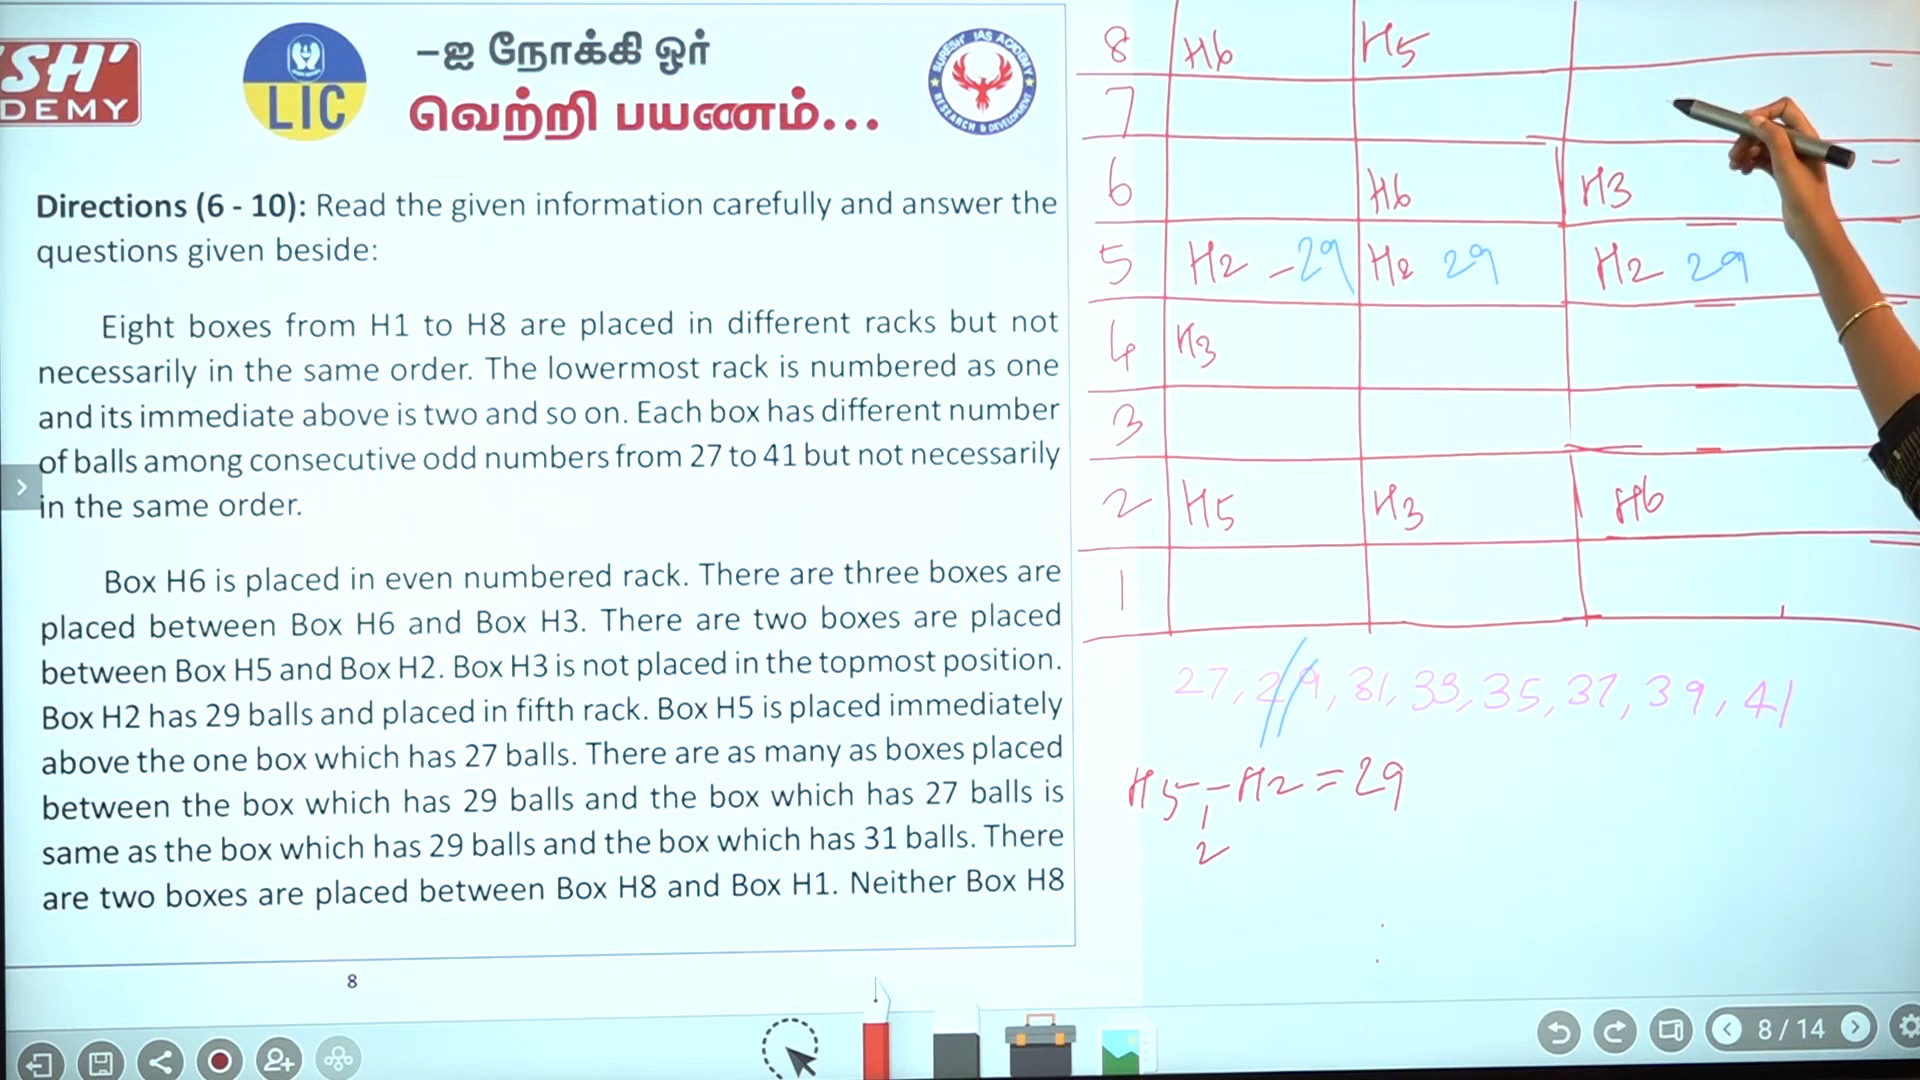 SH'
DEMY
LIC
–ஐ நோக்கி ஓர்
வெற்றி பயணம்...
SURESH' IAS ACADEMY
RESEARCH & DEVELOPMENT
Directions (6 - 10): Read the given information carefully and answer the
questions given beside:
Eight boxes from H1 to H8 are placed in different racks but not
necessarily in the same order. The lowermost rack is numbered as one
and its immediate above is two and so on. Each box has different number
of balls among consecutive odd numbers from 27 to 41 but not necessarily
in the same order.
Box H6 is placed in even numbered rack. There are three boxes are
placed between Box H6 and Box H3. There are two boxes are placed
between Box H5 and Box H2. Box H3 is not placed in the topmost position.
Box H2 has 29 balls and placed in fifth rack. Box H5 is placed immediately
above the one box which has 27 balls. There are as many as boxes placed
between the box which has 29 balls and the box which has 27 balls is
same as the box which has 29 balls and the box which has 31 balls. There
are two boxes are placed between Box H8 and Box H1. Neither Box H8
8
8 H6 H5
7
6 H6 H3
5 H2 - 29 H2 29 H2 29
4 H3
3
2 H5 H3 H6
1
27, 29, 31, 33, 35, 37, 39, 41
H5 - H2 = 29
2
8 / 14